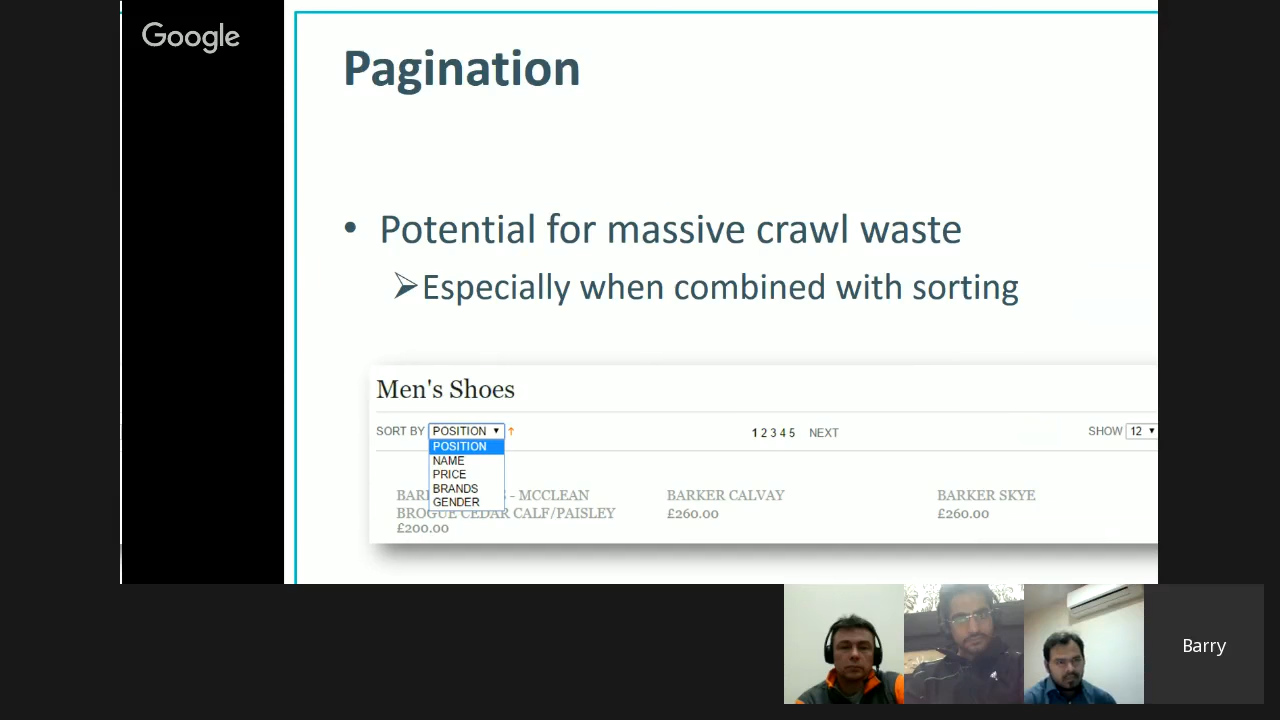 Google
Pagination
• Potential for massive crawl waste
➢Especially when combined with sorting
Men's Shoes
SORT BY POSITION ▼ ↑
1 2 3 4 5 NEXT
SHOW 12 ▼
POSITION
NAME
PRICE
BRANDS
GENDER
- MCCLEAN
BROGUE CEDAR CALF/PAISLEY
£200.00
BARKER CALVAY
£260.00
BARKER SKYE
£260.00
Barry